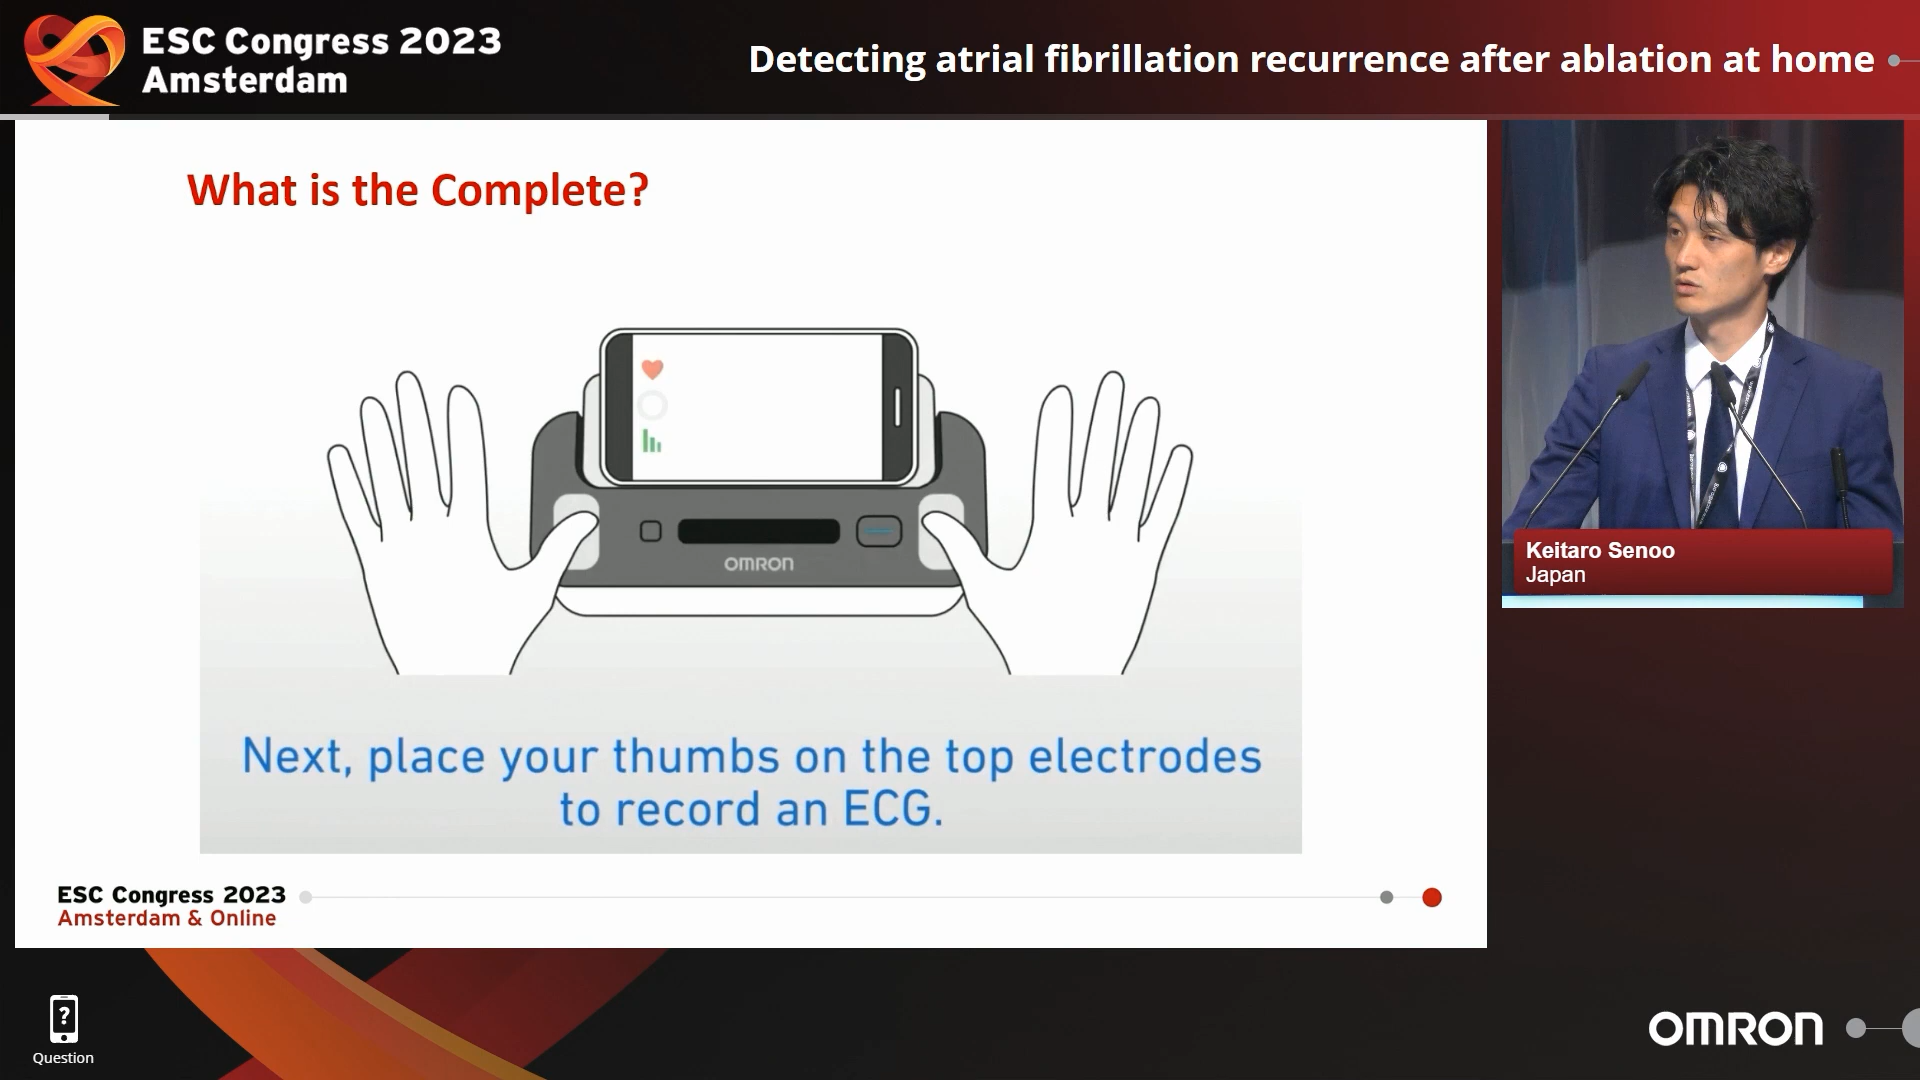 ESC Congress 2023
Amsterdam
Detecting atrial fibrillation recurrence after ablation at home
What is the Complete?
OMRON
Next, place your thumbs on the top electrodes
to record an ECG.
ESC Congress 2023
Amsterdam & Online
Keitaro Senoo
Japan
?
Question
OMRON